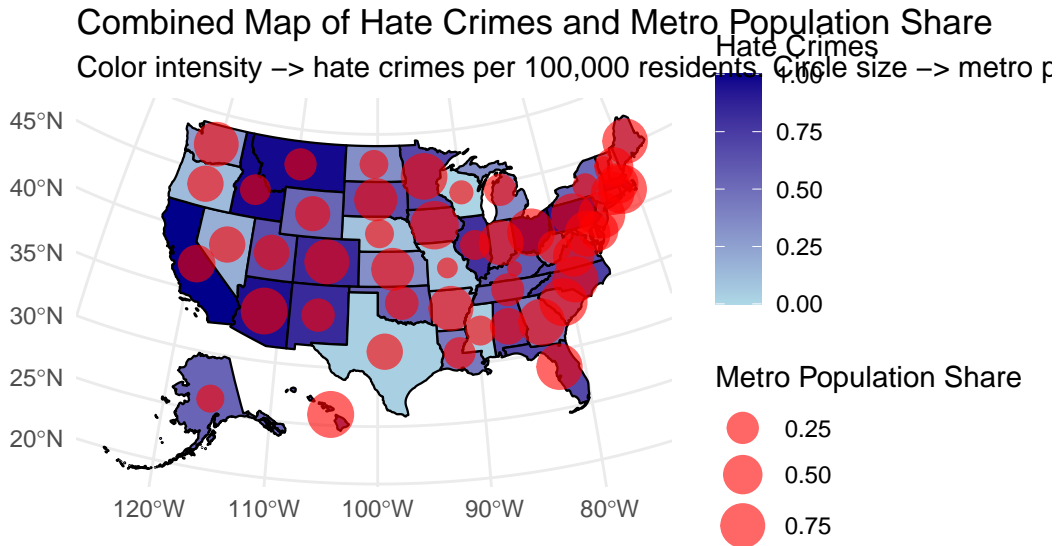 Combined Map of Hate Crimes and Metro Population Share
Color intensity −> hate crimes per 100,000 residents, Circle size −> metro p
Hate Crimes
1.00
0.75
0.50
0.25
0.00
45°N
40°N
35°N
30°N
25°N
20°N
120°W 110°W 100°W 90°W 80°W
Metro Population Share
0.25
0.50
0.75